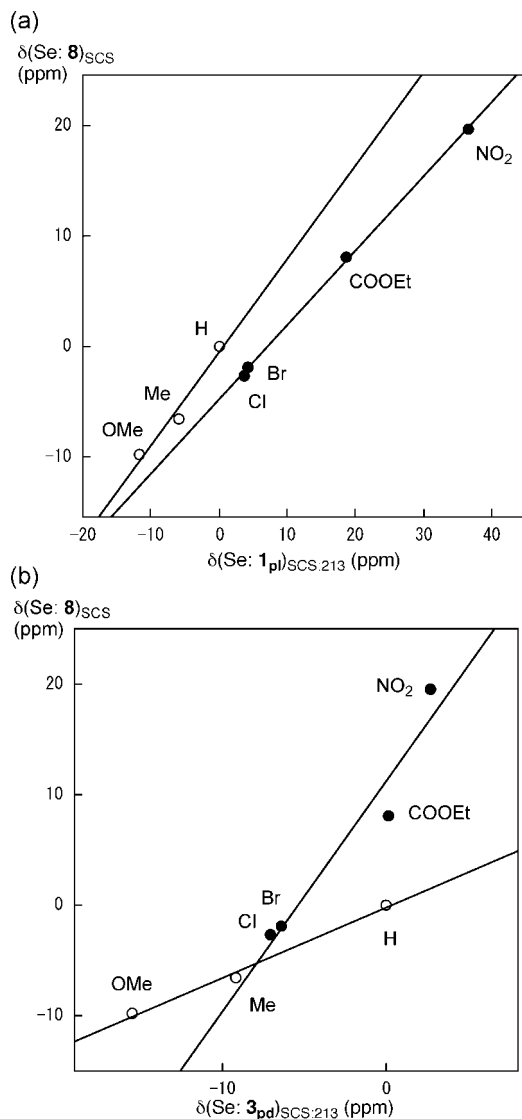 (a)
δ(Se: 8)SCS
(ppm)
20
NO2
10
COOEt
H
0
Br
Me
Cl
OMe
−10
−20 −10 0 10 20 30 40
δ(Se: 1pl)SCS:213 (ppm)
(b)
δ(Se: 8)SCS
(ppm)
20
NO2
10
COOEt
Br
Cl
0
H
OMe
Me
−10
−10 0
δ(Se: 3pd)SCS:213 (ppm)